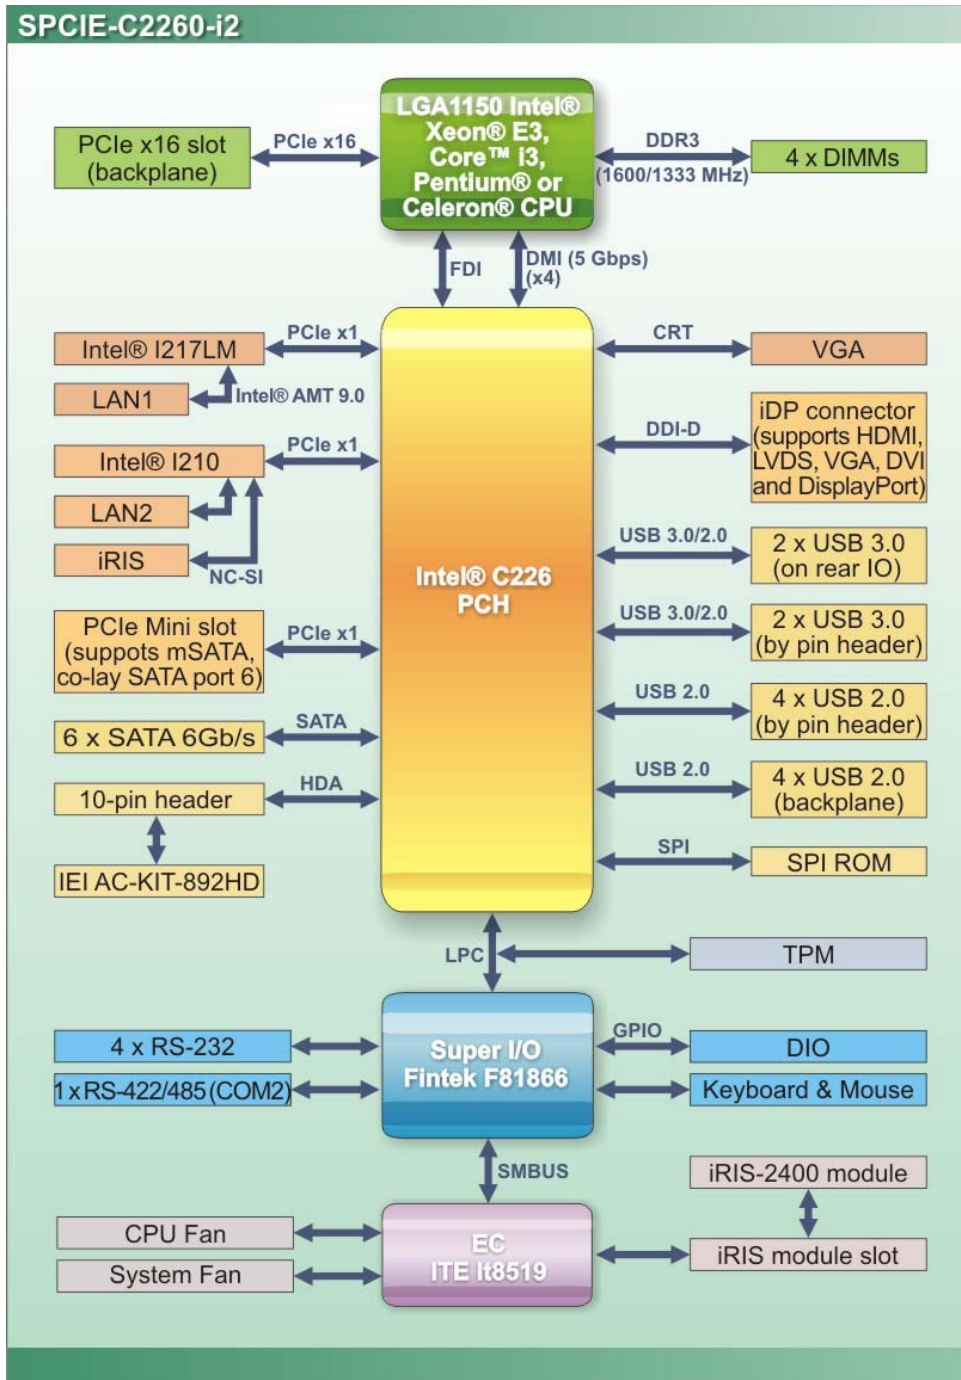 SPCIE-C2260-i2
LGA1150 Intel®
Xeon® E3,
Core™ i3,
Pentium® or
Celeron® CPU
PCIe x16 slot
(backplane)
PCIe x16
DDR3
(1600/1333 MHz)
4 x DIMMs
FDI
DMI (5 Gbps)
(x4)
Intel® I217LM
PCIe x1
LAN1
Intel® AMT 9.0
Intel® I210
PCIe x1
LAN2
iRIS
NC-SI
PCIe Mini slot
(suppots mSATA,
co-lay SATA port 6)
PCIe x1
6 x SATA 6Gb/s
SATA
10-pin header
HDA
IEI AC-KIT-892HD
Intel® C226
PCH
CRT
VGA
DDI-D
iDP connector
(supports HDMI,
LVDS, VGA, DVI
and DisplayPort)
USB 3.0/2.0
2 x USB 3.0
(on rear IO)
USB 3.0/2.0
2 x USB 3.0
(by pin header)
USB 2.0
4 x USB 2.0
(by pin header)
USB 2.0
4 x USB 2.0
(backplane)
SPI
SPI ROM
LPC
TPM
4 x RS-232
1 x RS-422/485 (COM2)
Super I/O
Fintek F81866
GPIO
DIO
Keyboard & Mouse
SMBUS
iRIS-2400 module
CPU Fan
System Fan
EC
ITE It8519
iRIS module slot